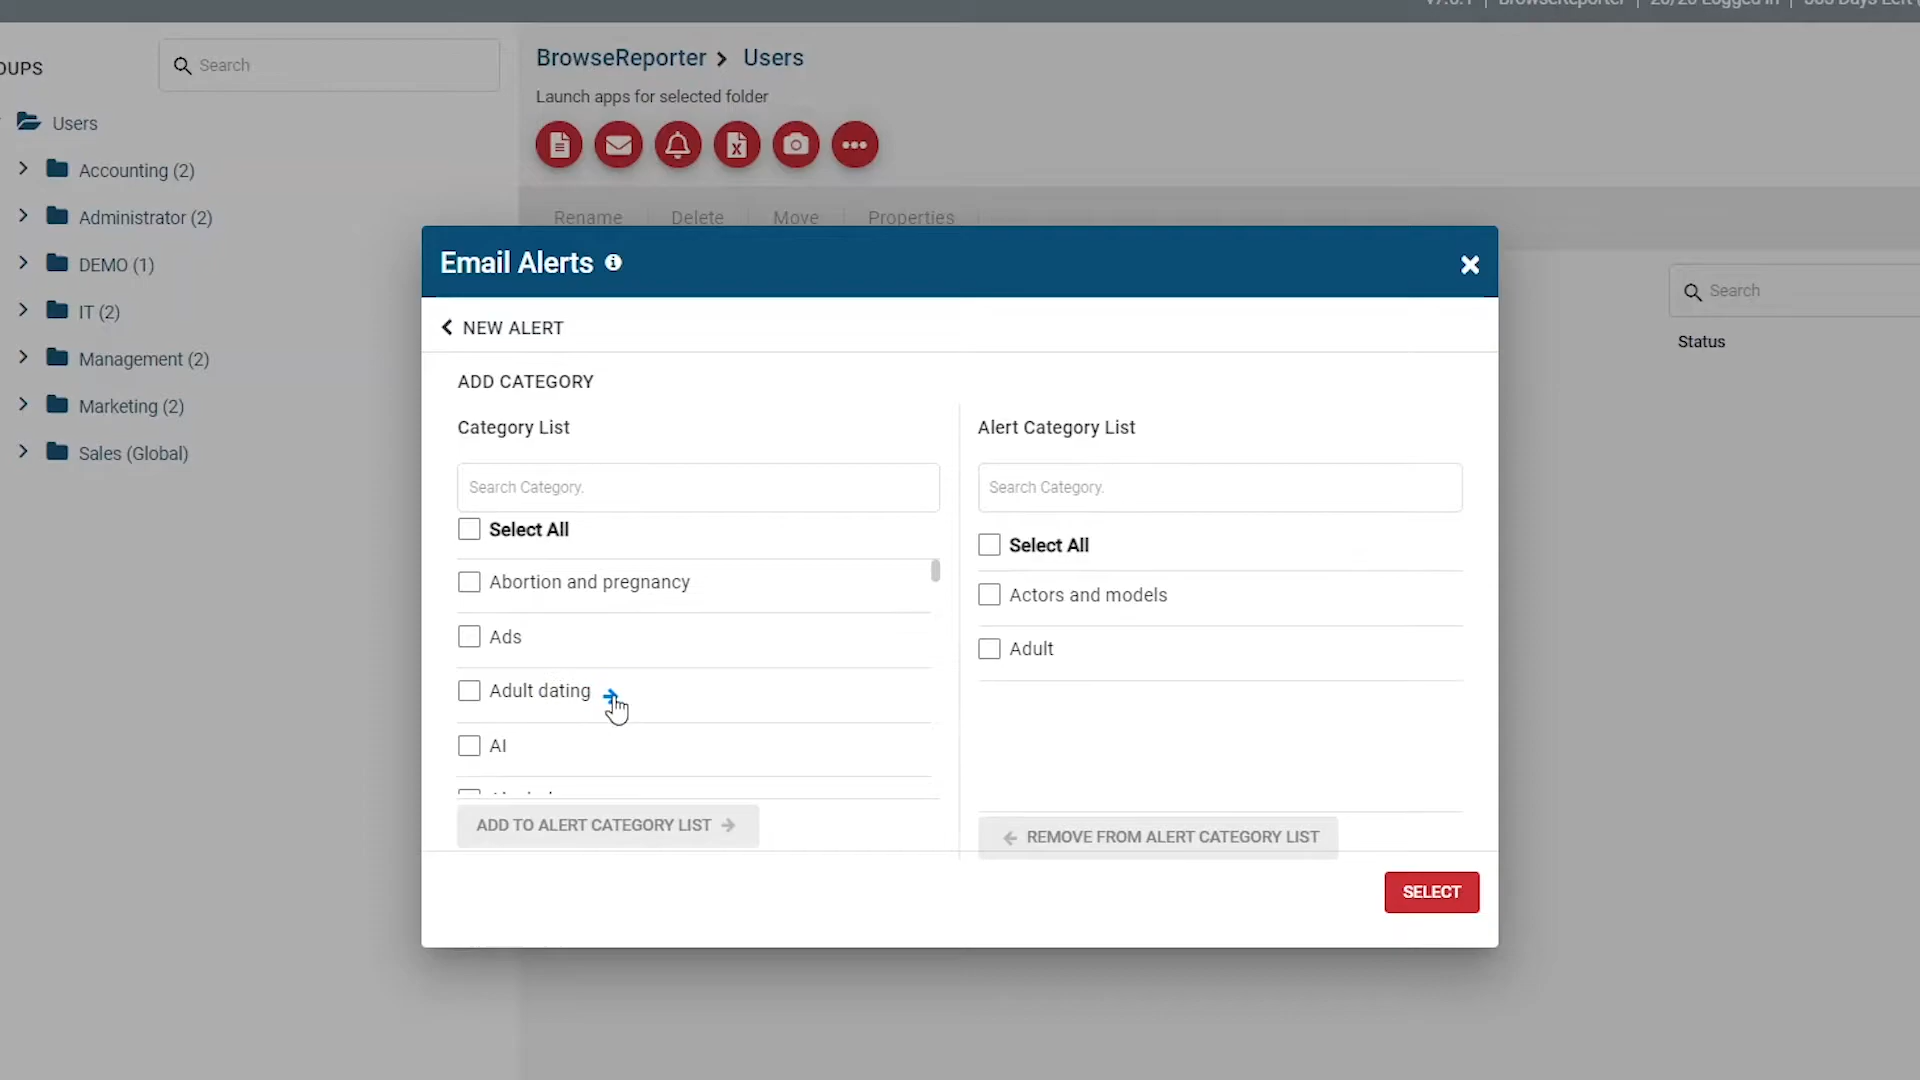 BrowseReporter
OUPS
Search
Users
Accounting (2)
Administrator (2)
DEMO (1)
IT (2)
Management (2)
Marketing (2)
Sales (Global)
BrowseReporter > Users
Launch apps for selected folder
Rename
Delete
Move
Properties
Search
Status
Email Alerts
NEW ALERT
ADD CATEGORY
Category List
Search Category.
Select All
Abortion and pregnancy
Ads
Adult dating
AI
ADD TO ALERT CATEGORY LIST
Alert Category List
Search Category.
Select All
Actors and models
Adult
REMOVE FROM ALERT CATEGORY LIST
SELECT